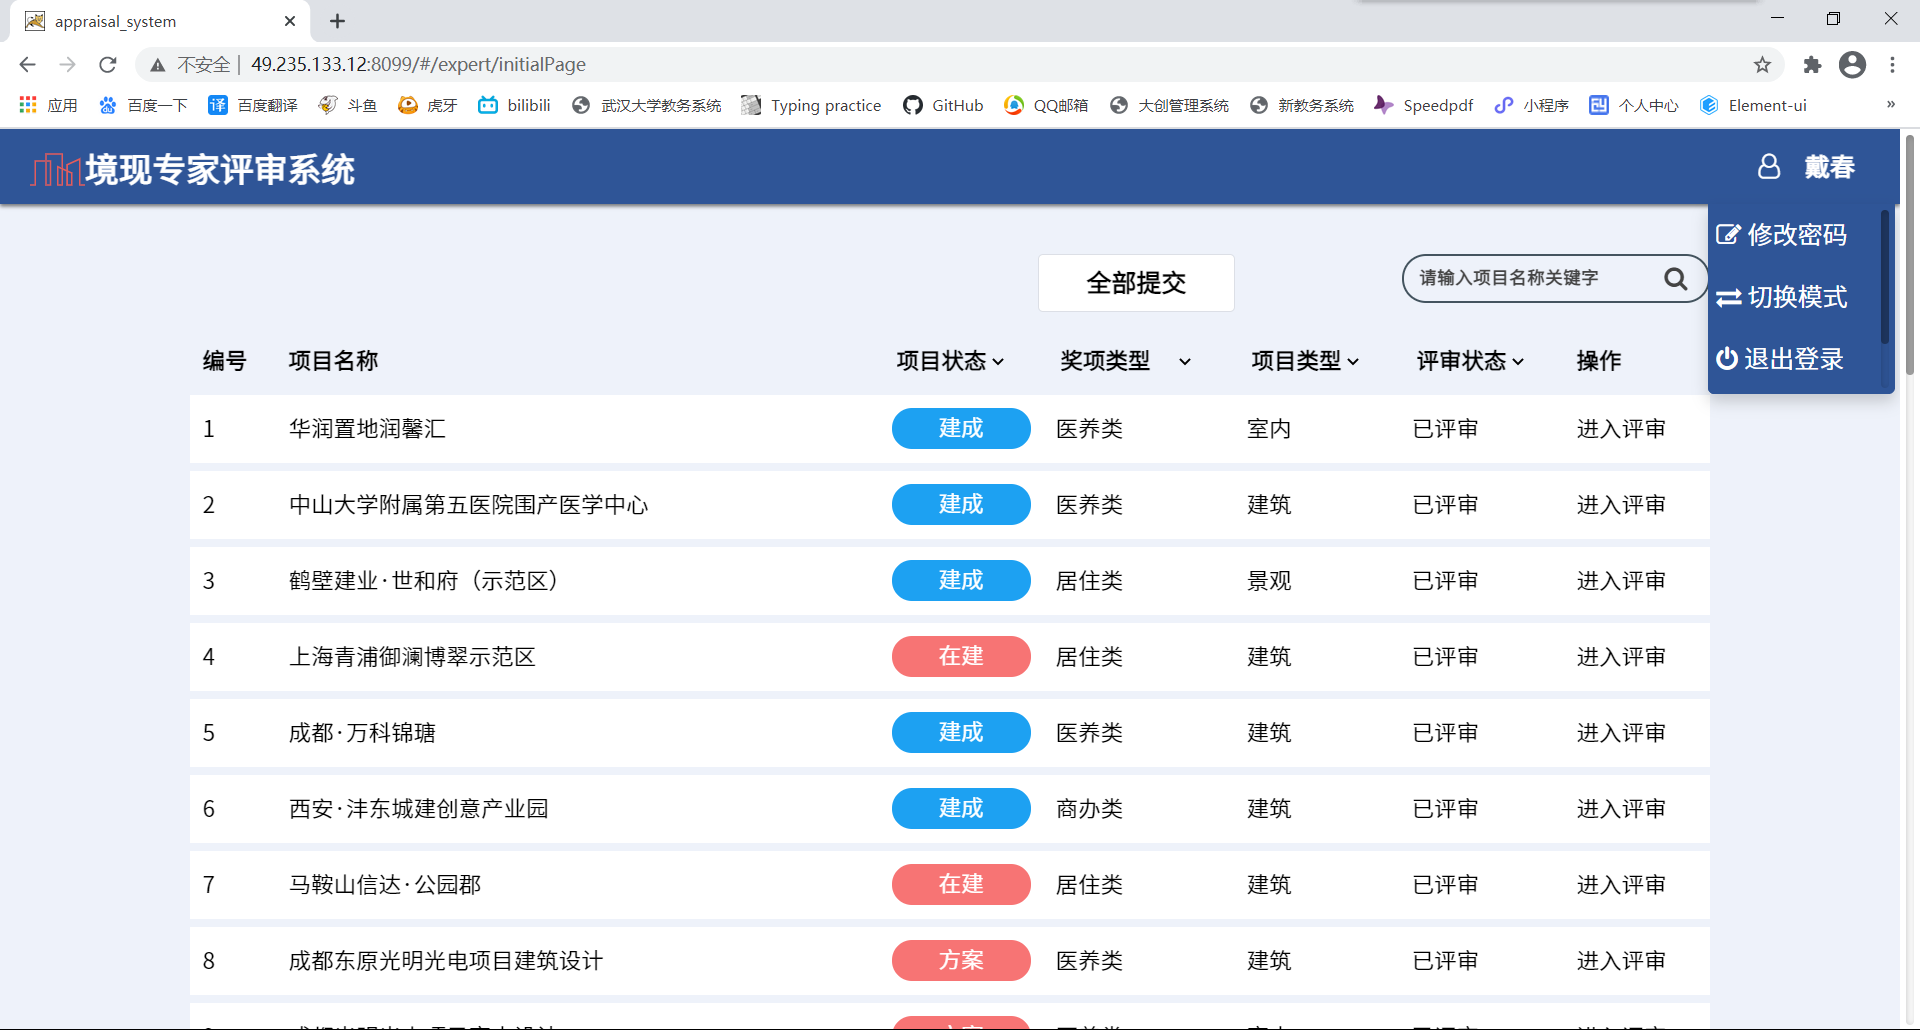 appraisal_system
不安全 | 49.235.133.12:8099/#/expert/initialPage
应用 百度一下 百度翻译 斗鱼 虎牙 bilibili 武汉大学教务系统 Typing practice GitHub QQ邮箱 大创管理系统 新教务系统 Speedpdf 小程序 个人中心 Element-ui »
境现专家评审系统 戴春
修改密码
切换模式
退出登录
全部提交 请输入项目名称关键字
编号 项目名称 项目状态 奖项类型 项目类型 评审状态 操作
1 华润置地润馨汇 建成 医养类 室内 已评审 进入评审
2 中山大学附属第五医院围产医学中心 建成 医养类 建筑 已评审 进入评审
3 鹤壁建业·世和府（示范区） 建成 居住类 景观 已评审 进入评审
4 上海青浦御澜博翠示范区 在建 居住类 建筑 已评审 进入评审
5 成都·万科锦瑭 建成 医养类 建筑 已评审 进入评审
6 西安·沣东城建创意产业园 建成 商办类 建筑 已评审 进入评审
7 马鞍山信达·公园郡 在建 居住类 建筑 已评审 进入评审
8 成都东原光明光电项目建筑设计 方案 医养类 建筑 已评审 进入评审